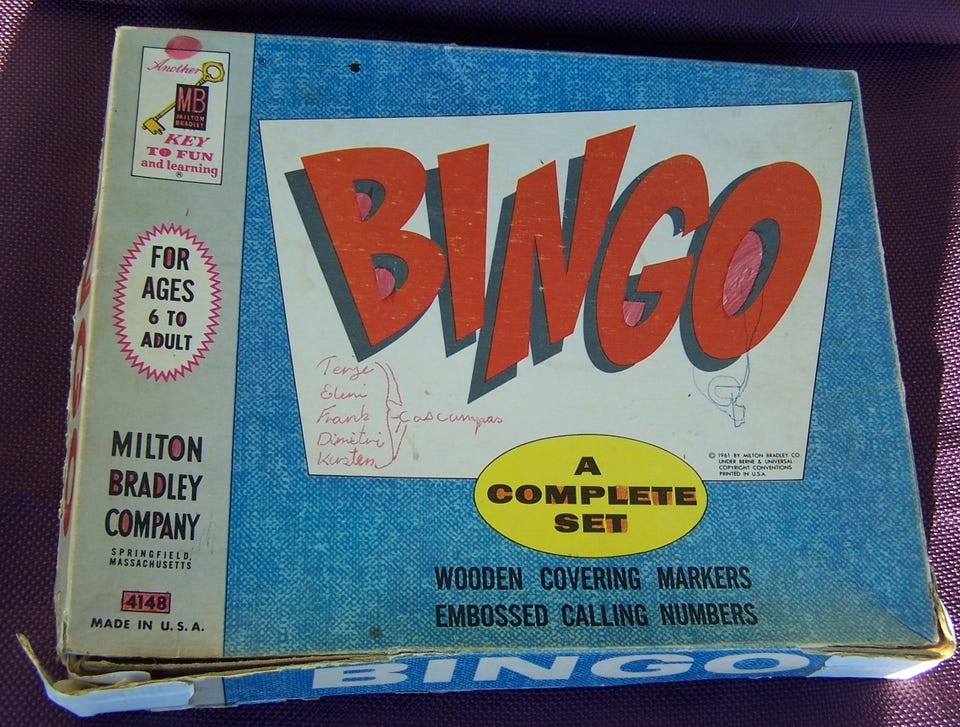 Another
MB
MILTON
BRADLEY
KEY
TO FUN
and learning
®
FOR
AGES
6 TO
ADULT
MILTON
BRADLEY
COMPANY
SPRINGFIELD,
MASSACHUSETTS
4148
MADE IN U.S.A.
BINGO
Eleni
Frank
Dimetri
Kirsten
Cascampas
© 1961 BY MILTON BRADLEY CO.
UNDER BERNE & UNIVERSAL
COPYRIGHT CONVENTIONS
PRINTED IN U.S.A.
A
COMPLETE
SET
WOODEN COVERING MARKERS
EMBOSSED CALLING NUMBERS
BINGO